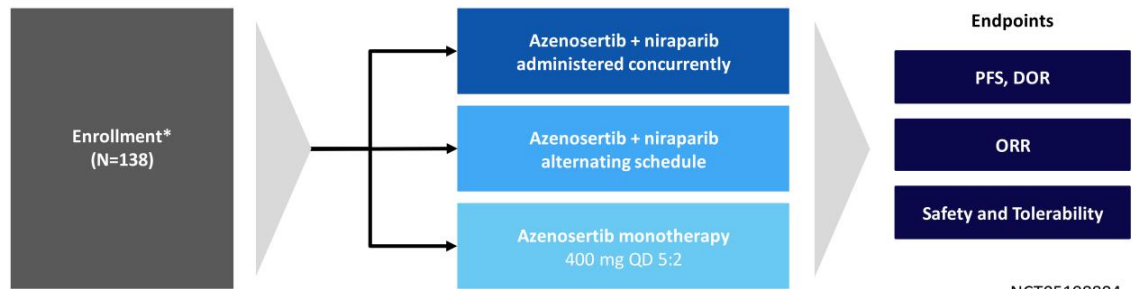 Enrollment*
(N=138)
Azenosertib + niraparib
administered concurrently
Azenosertib + niraparib
alternating schedule
Azenosertib monotherapy
400 mg QD 5:2
Endpoints
PFS, DOR
ORR
Safety and Tolerability